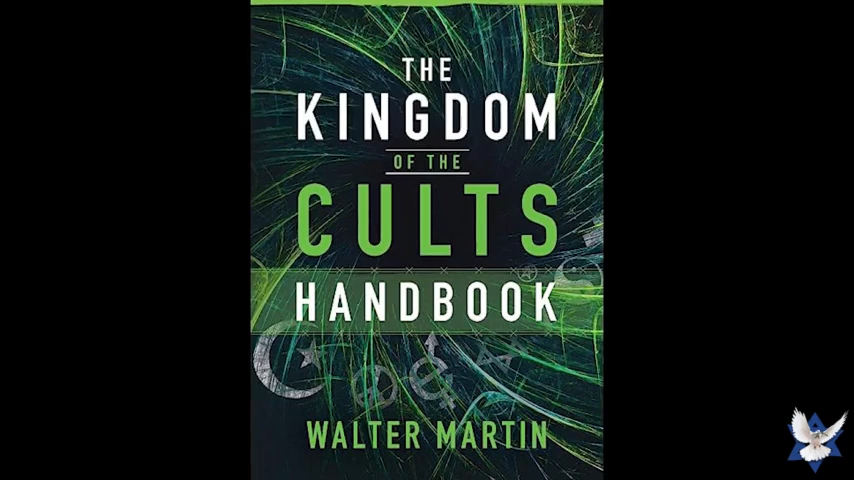 THE
KINGDOM
OF THE
CULTS
HANDBOOK
WALTER MARTIN